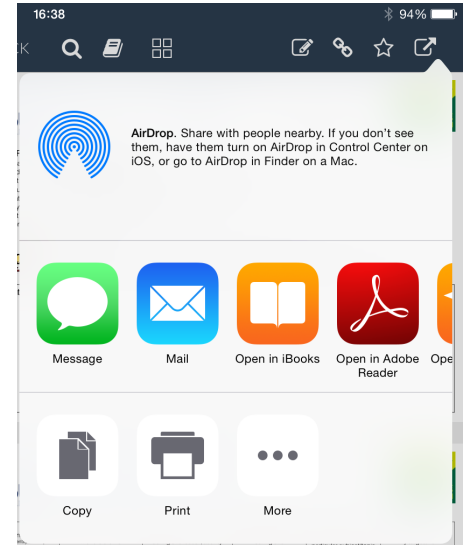 16:38
94%
K
AirDrop. Share with people nearby. If you don't see
them, have them turn on AirDrop in Control Center on
iOS, or go to AirDrop in Finder on a Mac.
Message
Mail
Open in iBooks
Open in Adobe
Reader
Ope
Copy
Print
More